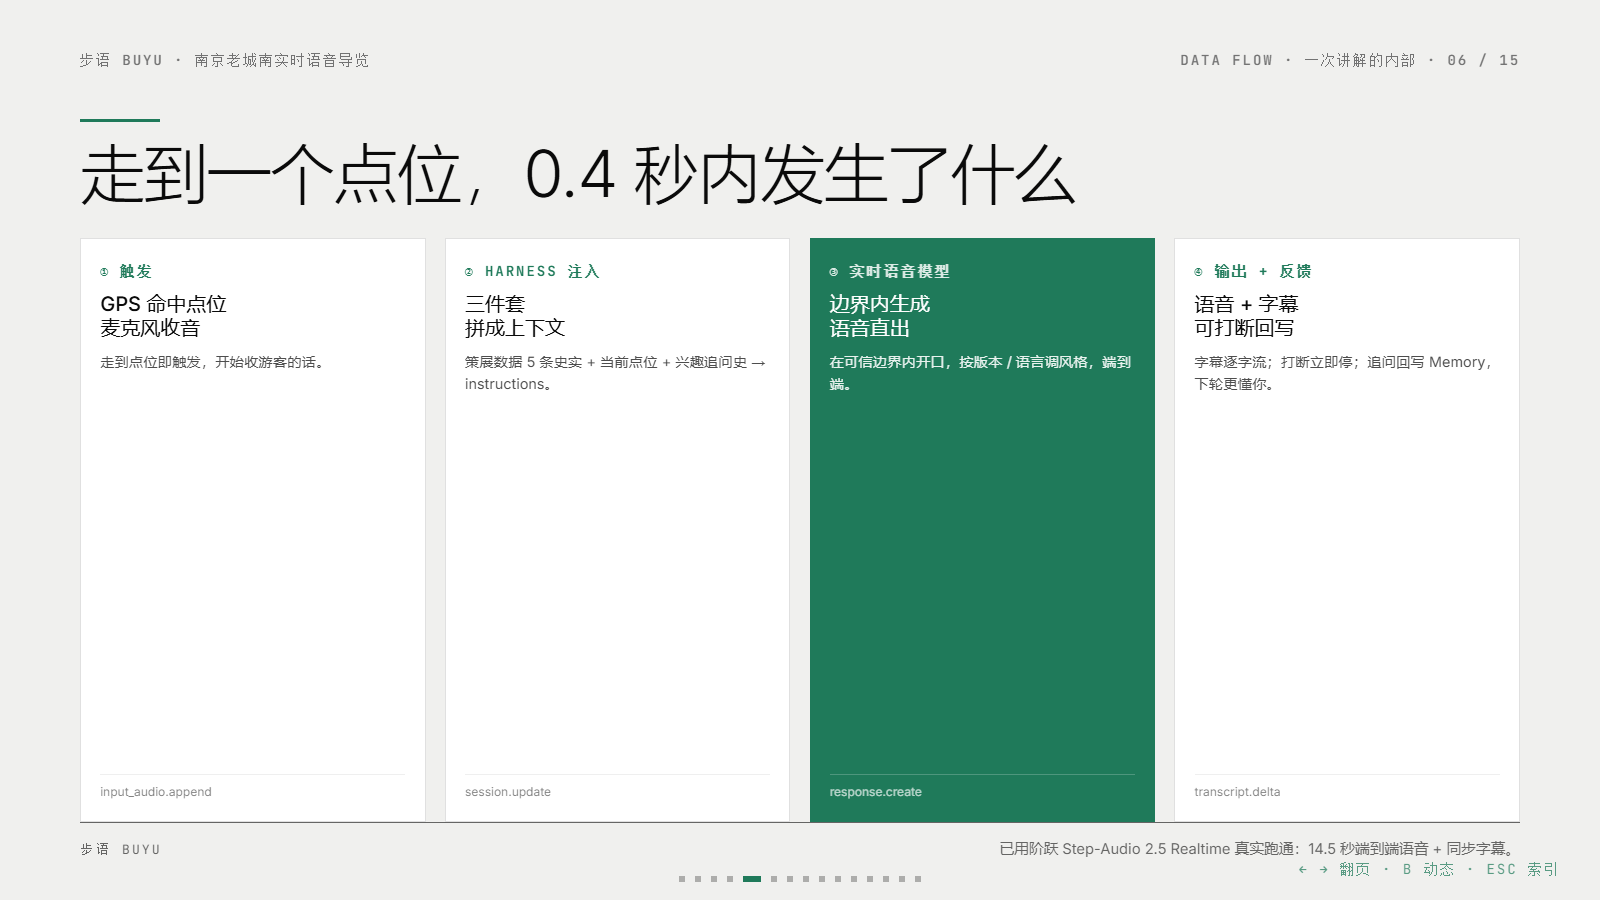 步语 BUYU · 南京老城南实时语音导览
DATA FLOW · 一次讲解的内部 · 06 / 15
走到一个点位，0.4 秒内发生了什么
① 触发
GPS 命中点位
麦克风收音
走到点位即触发，开始收游客的话。
input_audio.append
② HARNESS 注入
三件套
拼成上下文
策展数据 5 条史实 + 当前点位 + 兴趣追问史 →
instructions。
session.update
③ 实时语音模型
边界内生成
语音直出
在可信边界内开口，按版本 / 语言调风格，端到
端。
response.create
④ 输出 + 反馈
语音 + 字幕
可打断回写
字幕逐字流；打断立即停；追问回写 Memory，
下轮更懂你。
transcript.delta
步语 BUYU
已用阶跃 Step-Audio 2.5 Realtime 真实跑通：14.5 秒端到端语音 + 同步字幕。
← → 翻页 · B 动态 · ESC 索引